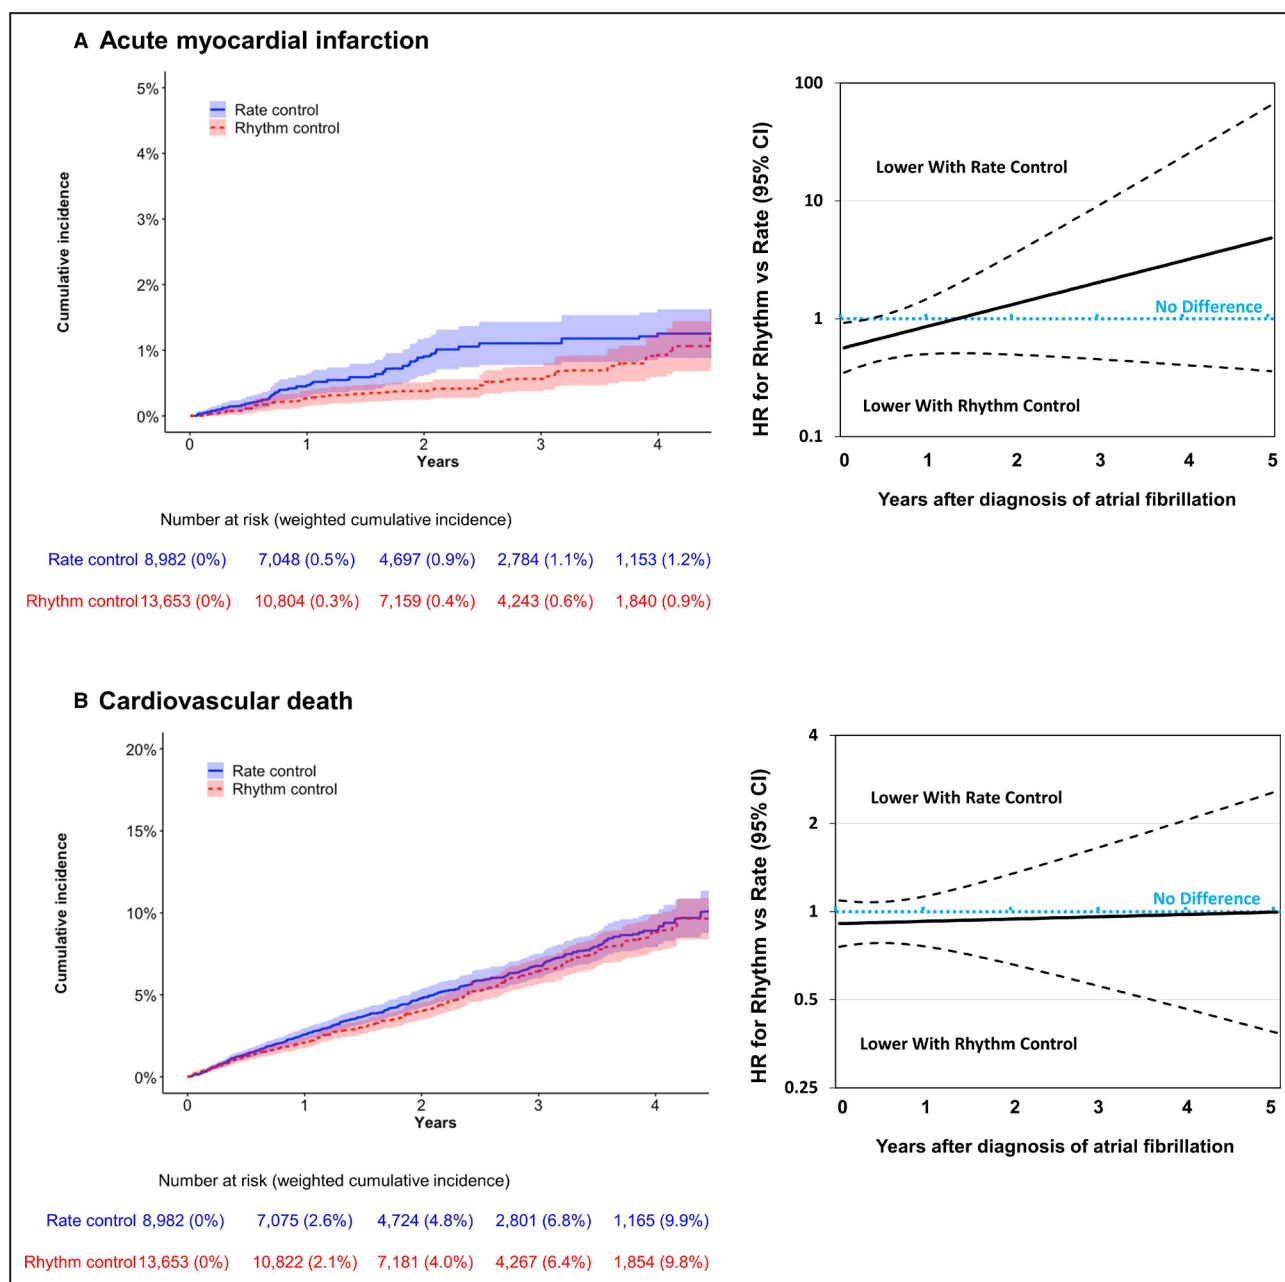 A Acute myocardial infarction
5%
4%
3%
2%
1%
0%
Cumulative incidence
Rate control
Rhythm control
0 1 2 3 4
Years
Number at risk (weighted cumulative incidence)
Rate control 8,982 (0%) 7,048 (0.5%) 4,697 (0.9%) 2,784 (1.1%) 1,153 (1.2%)
Rhythm control 13,653 (0%) 10,804 (0.3%) 7,159 (0.4%) 4,243 (0.6%) 1,840 (0.9%)
HR for Rhythm vs Rate (95% CI)
100
10
1
0.1
Lower With Rate Control
No Difference
Lower With Rhythm Control
0 1 2 3 4 5
Years after diagnosis of atrial fibrillation
B Cardiovascular death
20%
15%
10%
5%
0%
Cumulative incidence
Rate control
Rhythm control
0 1 2 3 4
Years
Number at risk (weighted cumulative incidence)
Rate control 8,982 (0%) 7,075 (2.6%) 4,724 (4.8%) 2,801 (6.8%) 1,165 (9.9%)
Rhythm control 13,653 (0%) 10,822 (2.1%) 7,181 (4.0%) 4,267 (6.4%) 1,854 (9.8%)
HR for Rhythm vs Rate (95% CI)
4
2
1
0.5
0.25
Lower With Rate Control
No Difference
Lower With Rhythm Control
0 1 2 3 4 5
Years after diagnosis of atrial fibrillation